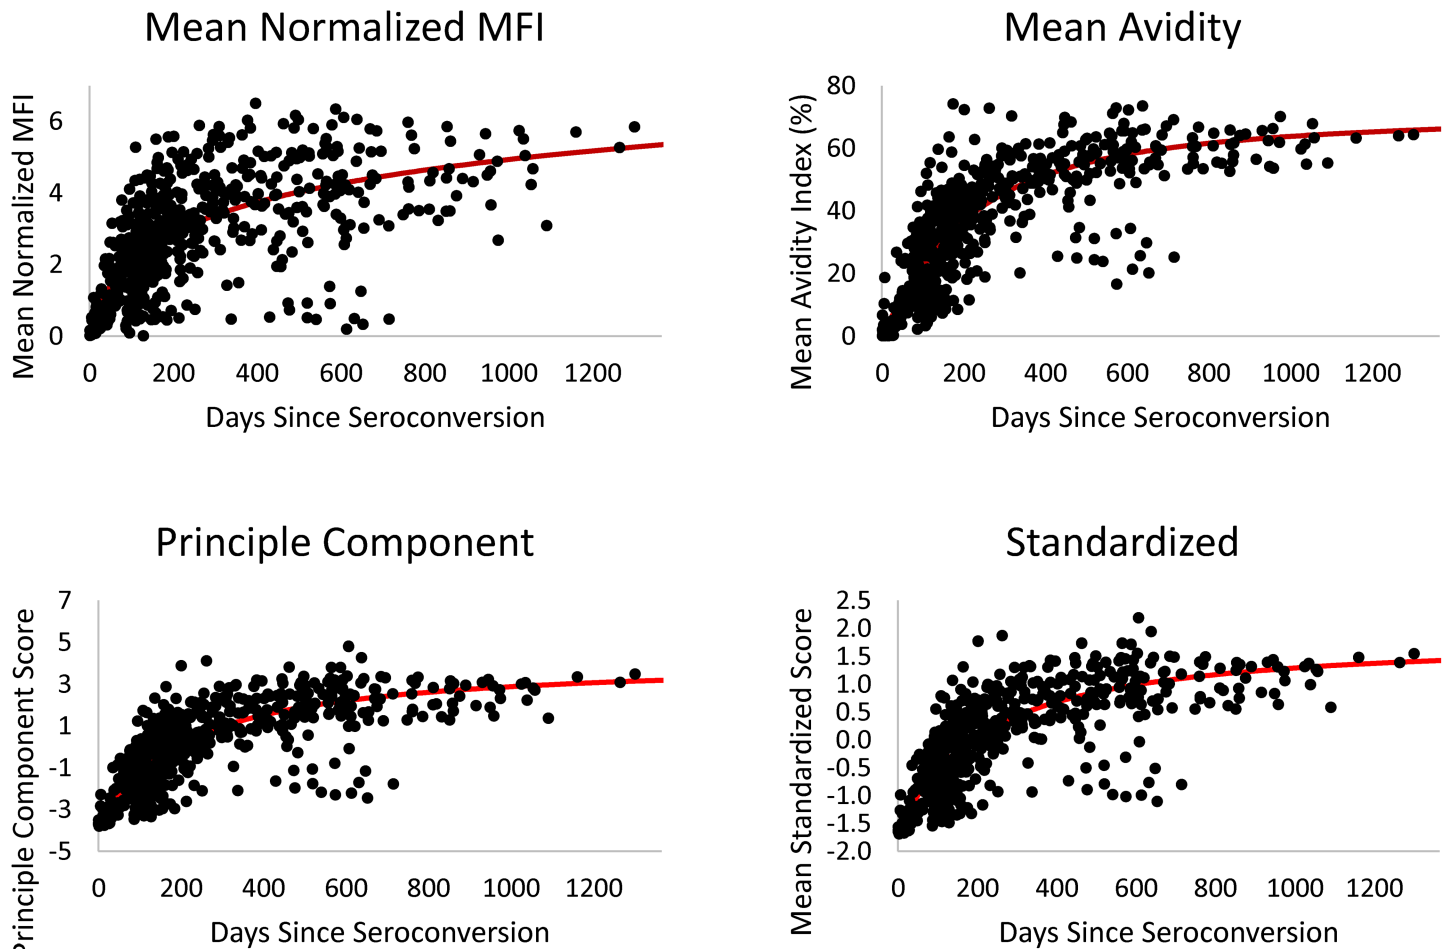 Mean Normalized MFI
Mean Normalized MFI
6
4
2
0
0 200 400 600 800 1000 1200
Days Since Seroconversion
Mean Avidity
Mean Avidity Index (%)
80
60
40
20
0
0 200 400 600 800 1000 1200
Days Since Seroconversion
Principle Component
Principle Component Score
7
5
3
1
-1
-3
-5
0 200 400 600 800 1000 1200
Days Since Seroconversion
Standardized
Mean Standardized Score
2.5
2.0
1.5
1.0
0.5
0.0
-0.5
-1.0
-1.5
-2.0
0 200 400 600 800 1000 1200
Days Since Seroconversion